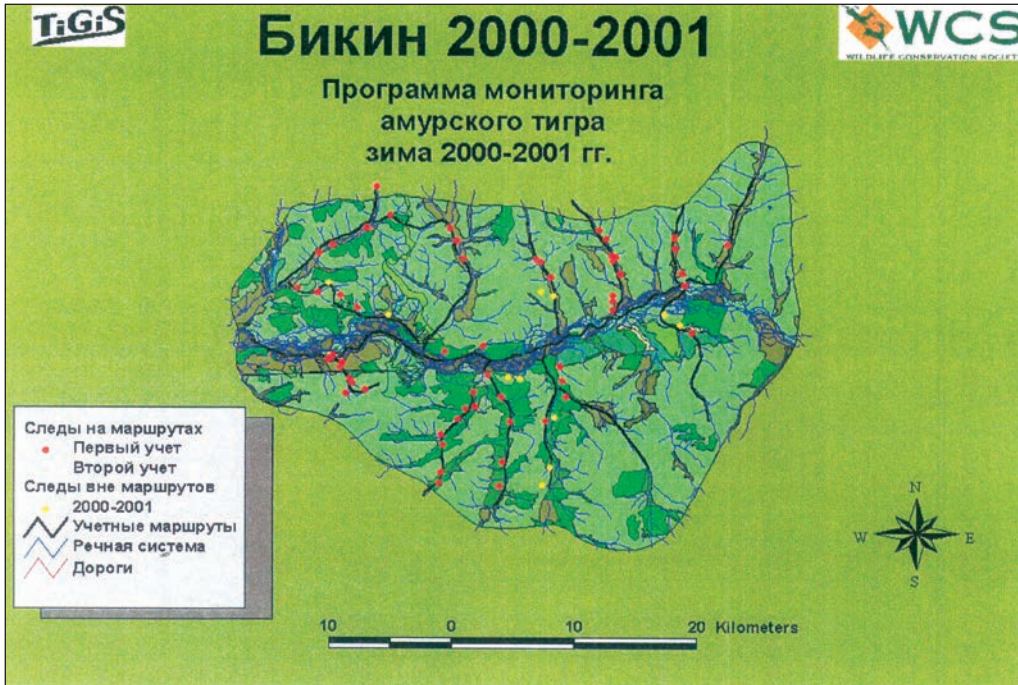 TiGiS
Бикин 2000-2001
WCS
WILDLIFE CONSERVATION SOCIETY
Программа мониторинга
амурского тигра
зима 2000-2001 гг.
Следы на маршрутах
Первый учет
Второй учет
Следы вне маршрутов
2000-2001
Учетные маршруты
Речная система
Дороги
N
W E
S
10 0 10 20 Kilometers